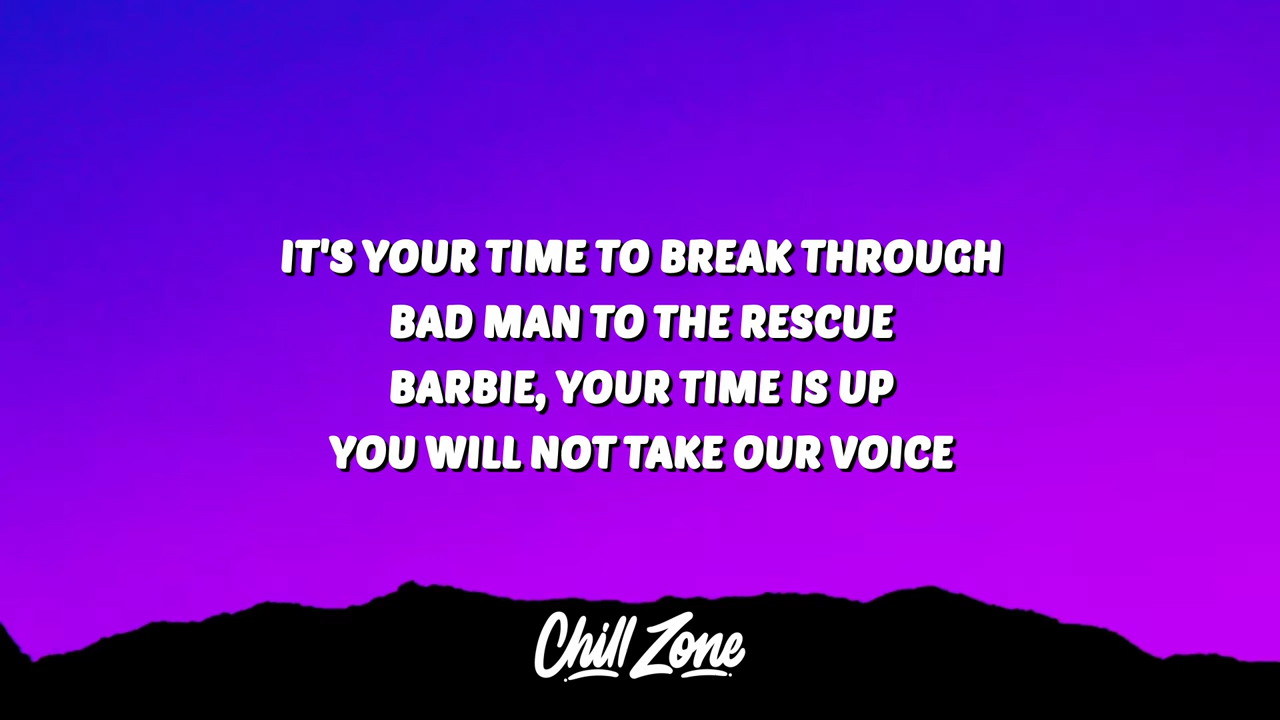 IT'S YOUR TIME TO BREAK THROUGH
BAD MAN TO THE RESCUE
BARBIE, YOUR TIME IS UP
YOU WILL NOT TAKE OUR VOICE
Chill Zone